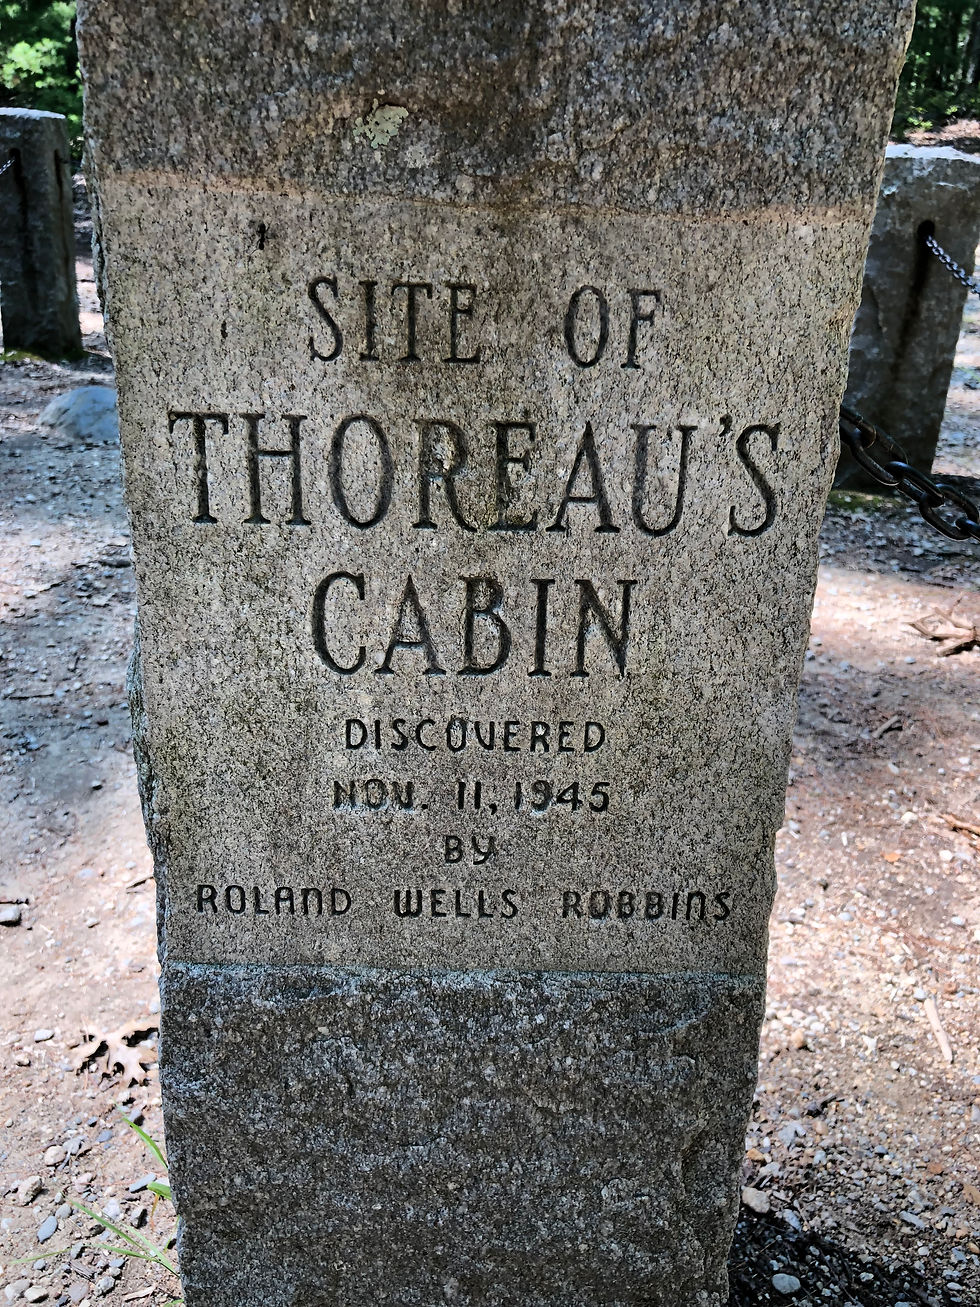 SITE OF
THOREAU'S
CABIN
DISCOVERED
NOV. 11, 1945
BY
ROLAND WELLS ROBBINS